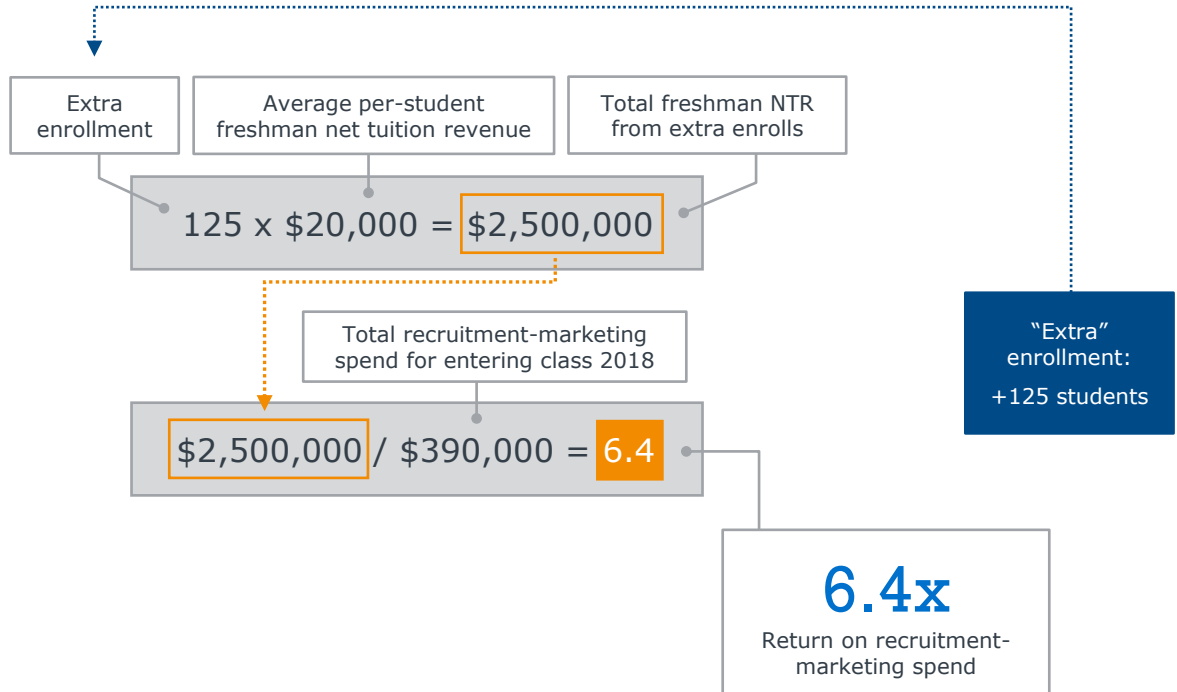 Extra
enrollment
Average per-student
freshman net tuition revenue
Total freshman NTR
from extra enrolls
125 x $20,000 = $2,500,000
Total recruitment-marketing
spend for entering class 2018
"Extra"
enrollment:
+125 students
$2,500,000 / $390,000 = 6.4
6.4x
Return on recruitment-
marketing spend